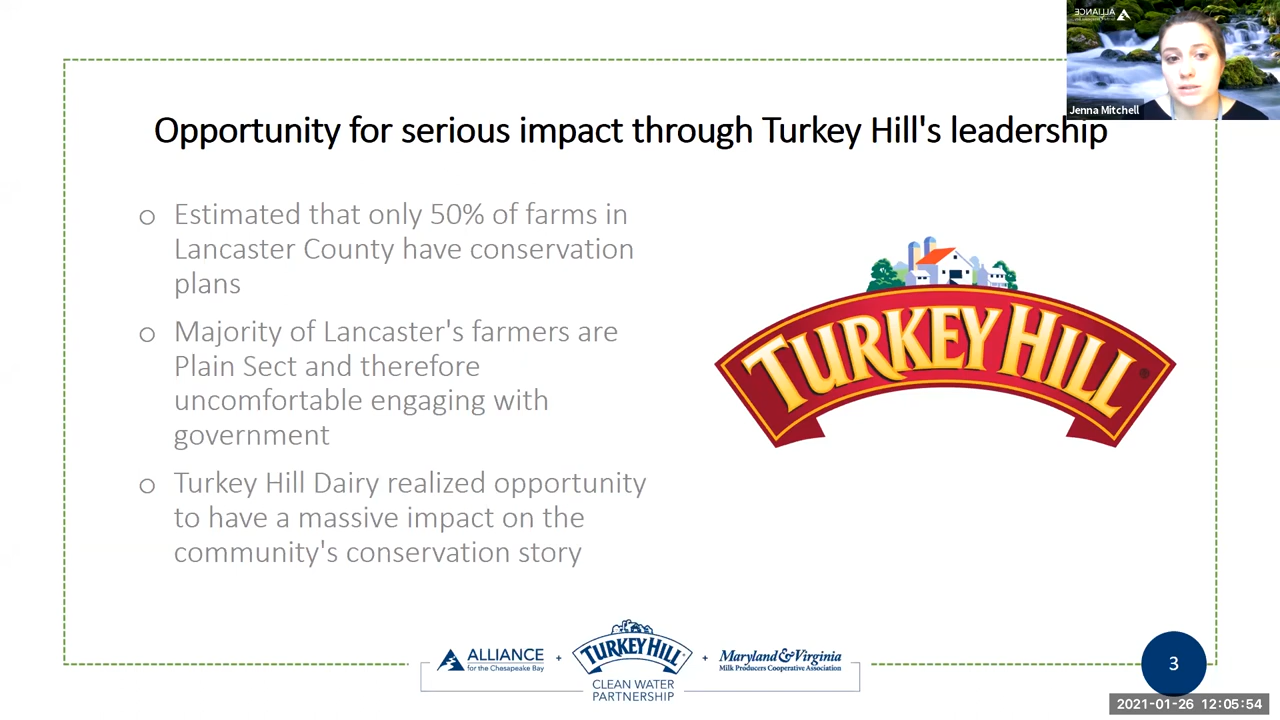 ALLIANCE
Jenna Mitchell
Opportunity for serious impact through Turkey Hill's leadership
o Estimated that only 50% of farms in
Lancaster County have conservation
plans
o Majority of Lancaster's farmers are
Plain Sect and therefore
uncomfortable engaging with
government
o Turkey Hill Dairy realized opportunity
to have a massive impact on the
community's conservation story
TURKEY HILL ®
ALLIANCE
for the Chesapeake Bay
+
TURKEY HILL
CLEAN WATER
PARTNERSHIP
+
Maryland & Virginia
Milk Producers Cooperative Association
3
2021-01-26 12:05:54